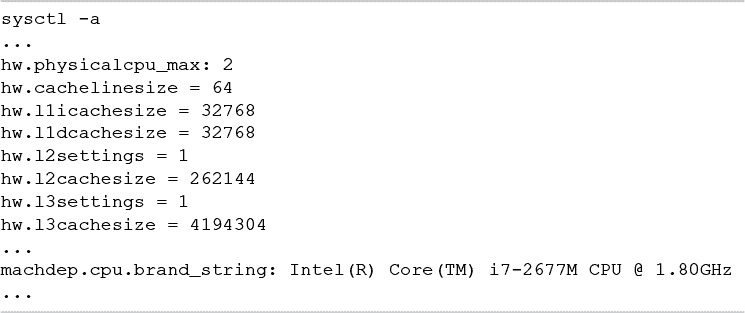 sysctl -a
...
hw.physicalcpu_max: 2
hw.cachelinesize = 64
hw.l1icachesize = 32768
hw.l1dcachesize = 32768
hw.l2settings = 1
hw.l2cachesize = 262144
hw.l3settings = 1
hw.l3cachesize = 4194304
...
machdep.cpu.brand_string: Intel(R) Core(TM) i7-2677M CPU @ 1.80GHz
...